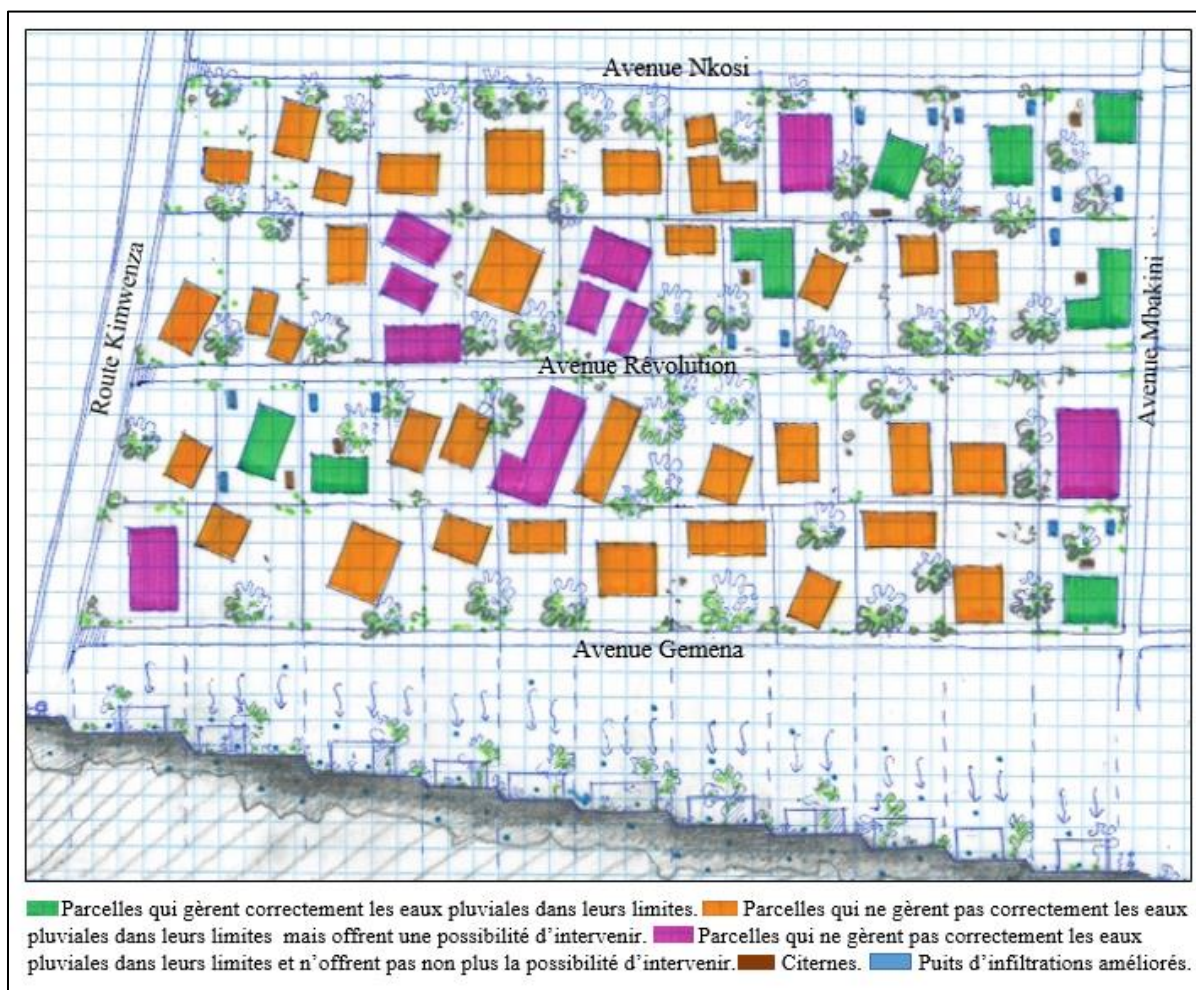 Avenue Nkosi
Route Kimwenza
Avenue Mbakini
Avenue Révolution
Avenue Gemena
Parcelles qui gèrent correctement les eaux pluviales dans leurs limites. Parcelles qui ne gèrent pas correctement les eaux
pluviales dans leurs limites mais offrent une possibilité d’intervenir. Parcelles qui ne gèrent pas correctement les eaux
pluviales dans leurs limites et n’offrent pas non plus la possibilité d’intervenir. Citernes. Puits d’infiltrations améliorés.